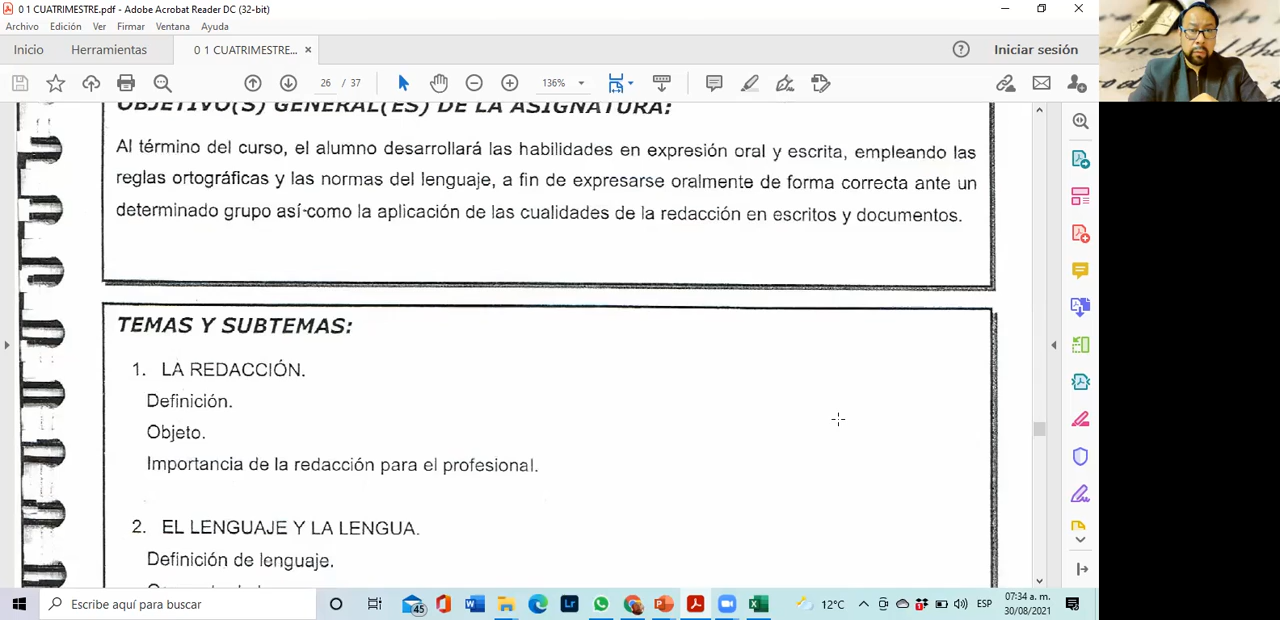 0 1 CUATRIMESTRE.pdf - Adobe Acrobat Reader DC (32-bit)
Archivo Edición Ver Firmar Ventana Ayuda
Inicio Herramientas 0 1 CUATRIMESTRE... × Iniciar sesión
26 / 37 136%
OBJETIVO(S) GENERAL(ES) DE LA ASIGNATURA:
Al término del curso, el alumno desarrollará las habilidades en expresión oral y escrita, empleando las
reglas ortográficas y las normas del lenguaje, a fin de expresarse oralmente de forma correcta ante un
determinado grupo así como la aplicación de las cualidades de la redacción en escritos y documentos.
TEMAS Y SUBTEMAS:
1. LA REDACCIÓN.
Definición.
Objeto.
Importancia de la redacción para el profesional.
2. EL LENGUAJE Y LA LENGUA.
Definición de lenguaje.
Escribe aquí para buscar
45
12°C
ESP
07:34 a. m.
30/08/2021